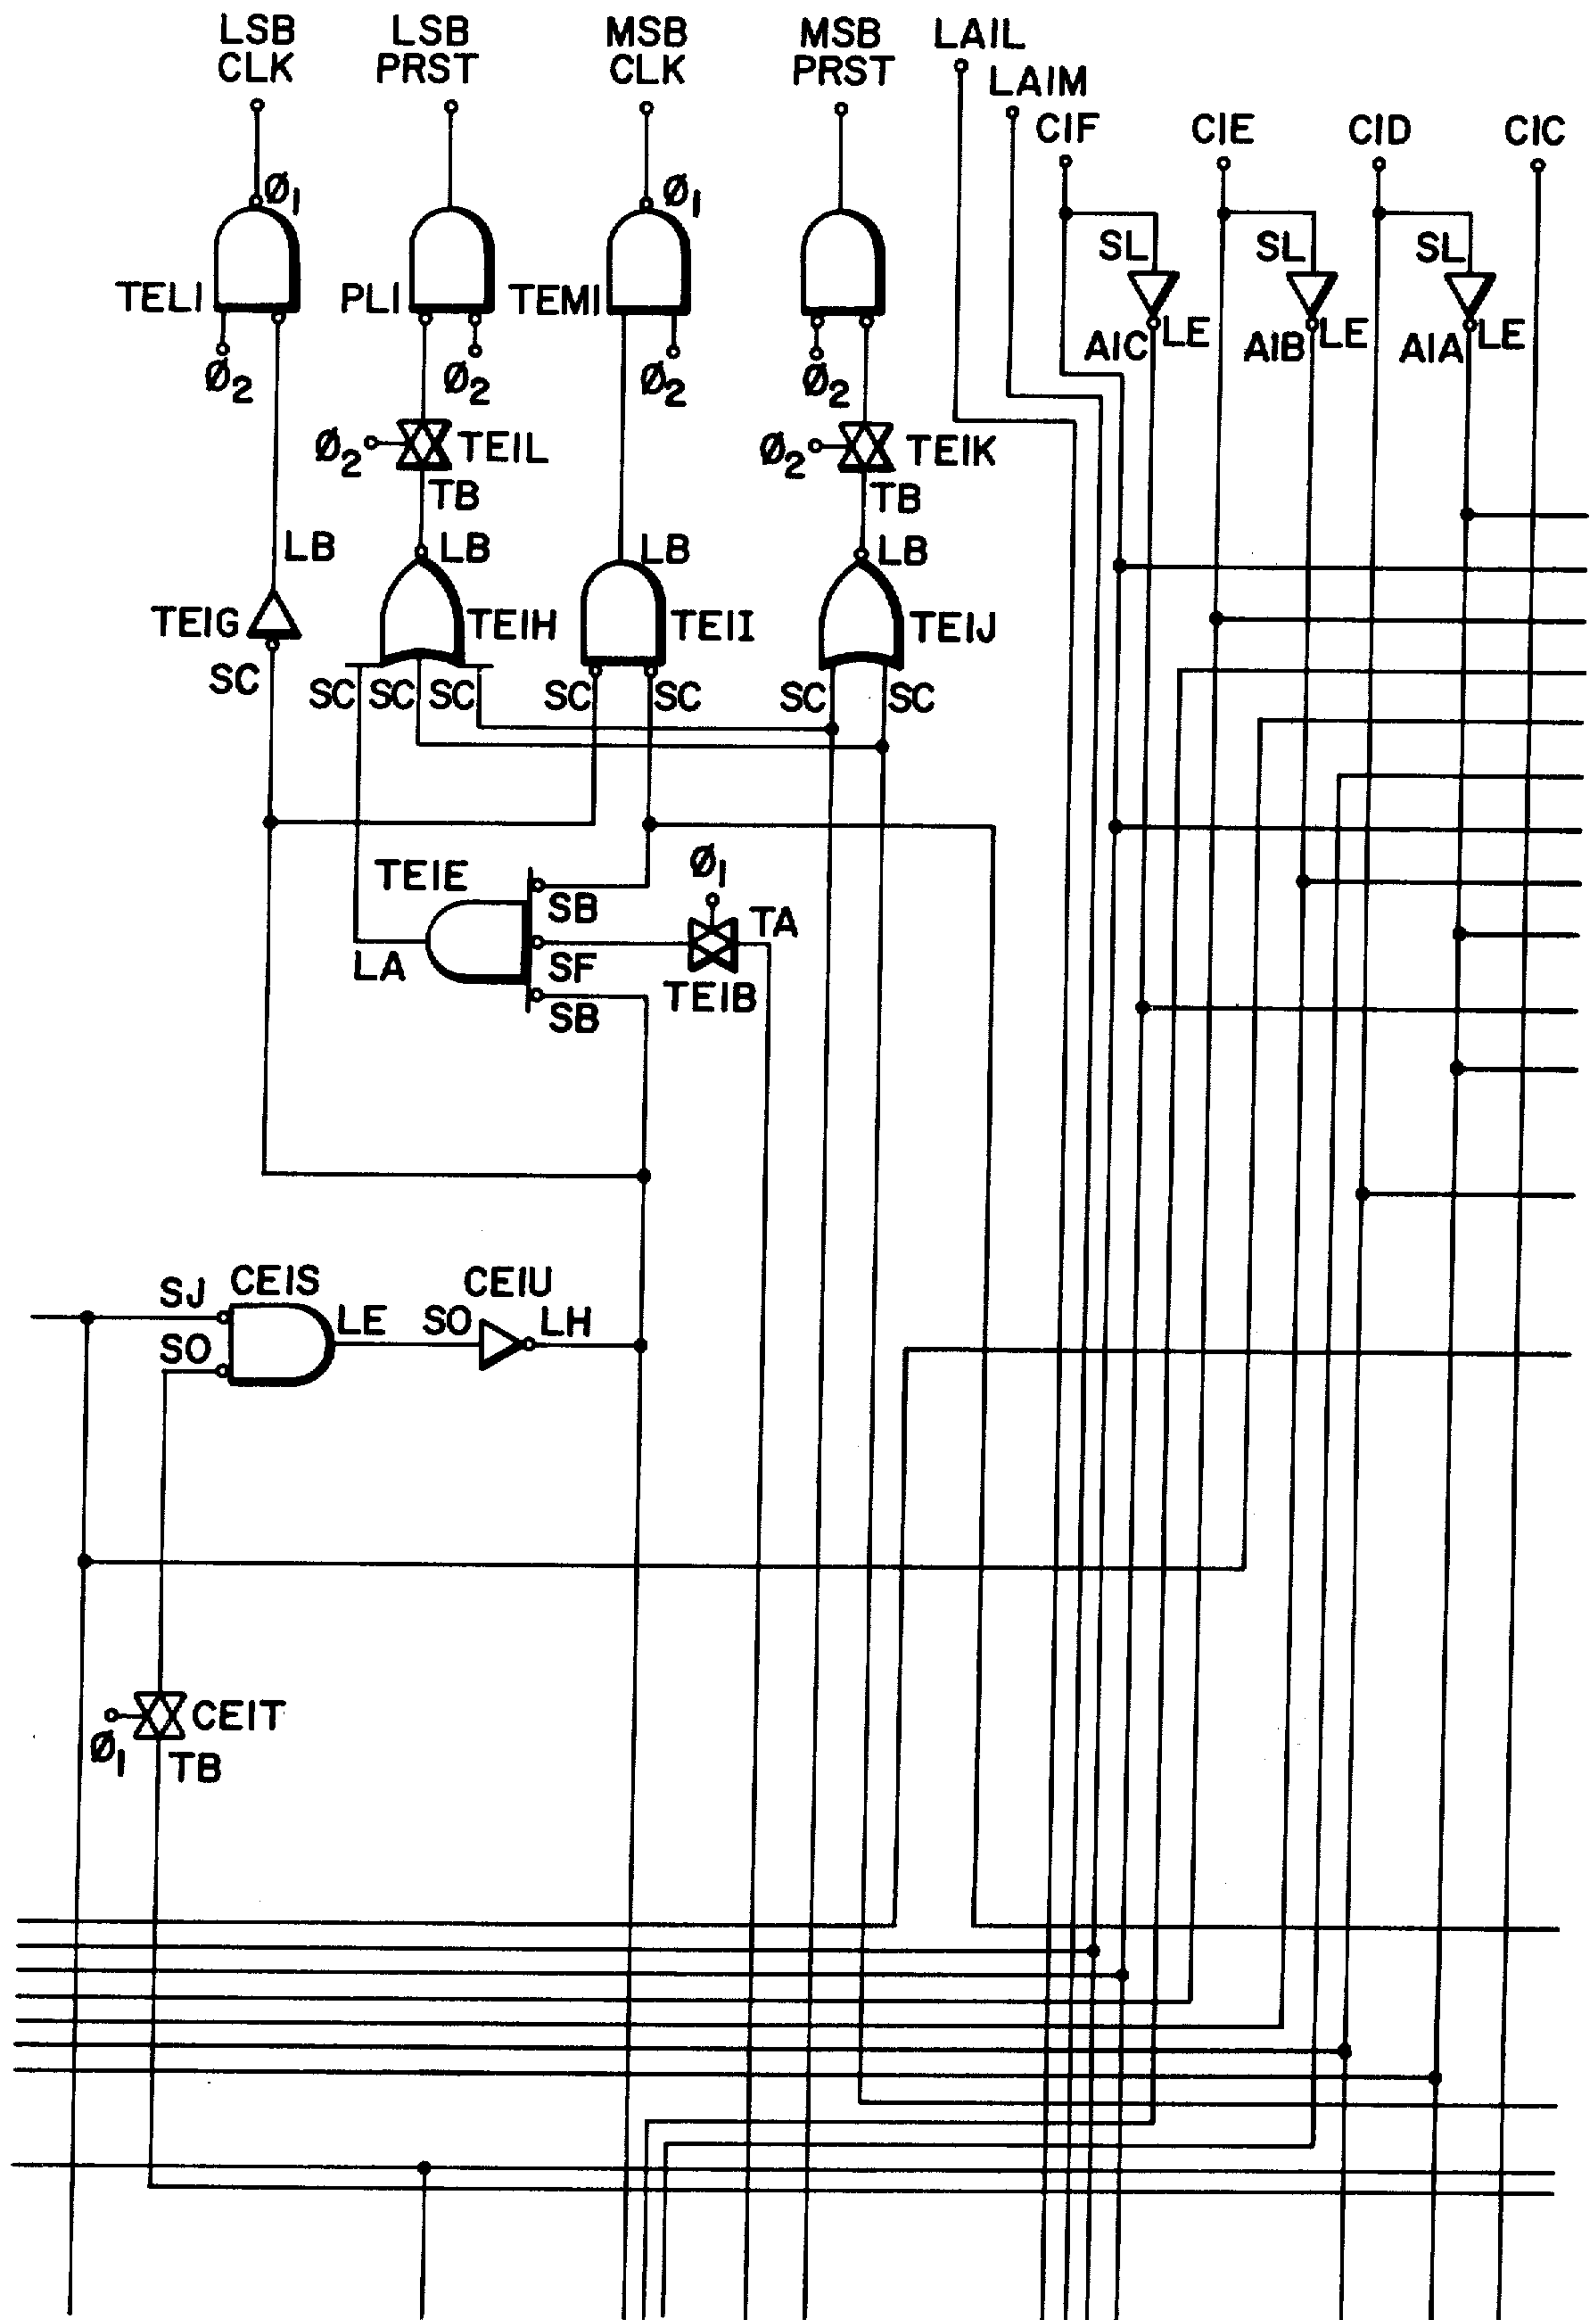 LSB
CLK
LSB
PRST
MSB
CLK
MSB
PRST
LAIL
LAIM
CIF
CIE
CID
CIC
Ø1
Ø1
TELI
PLI
TEMI
SL
SL
SL
Ø2
Ø2
Ø2
Ø2
AIC
LE
AIB
LE
AIA
LE
Ø2
TEIL
TB
Ø2
TEIK
TB
LB
LB
LB
LB
TEIG
TEIH
TEII
TEIJ
SC
SC
SC
SC
SC
SC
SC
SC
TEIE
Ø1
SB
TA
LA
SF
TEIB
SB
SJ
CEIS
CEIU
SO
LE
SO
LH
CEIT
Ø1
TB